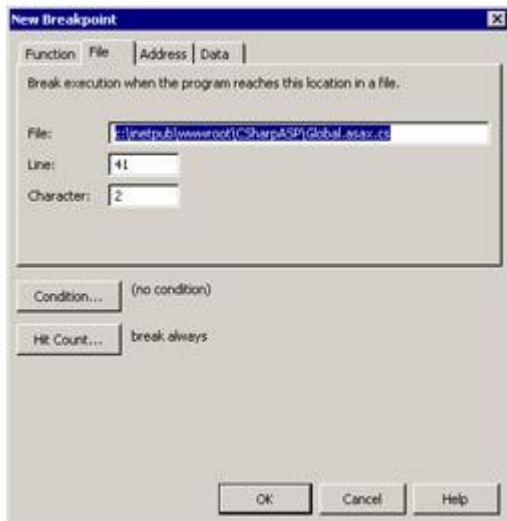 New Breakpoint
Function File Address Data
Break execution when the program reaches this location in a file.
File: c:\inetpub\wwwroot\CSharpASP\Global.asax.cs
Line: 41
Character: 2
Condition... (no condition)
Hit Count... break always
OK Cancel Help